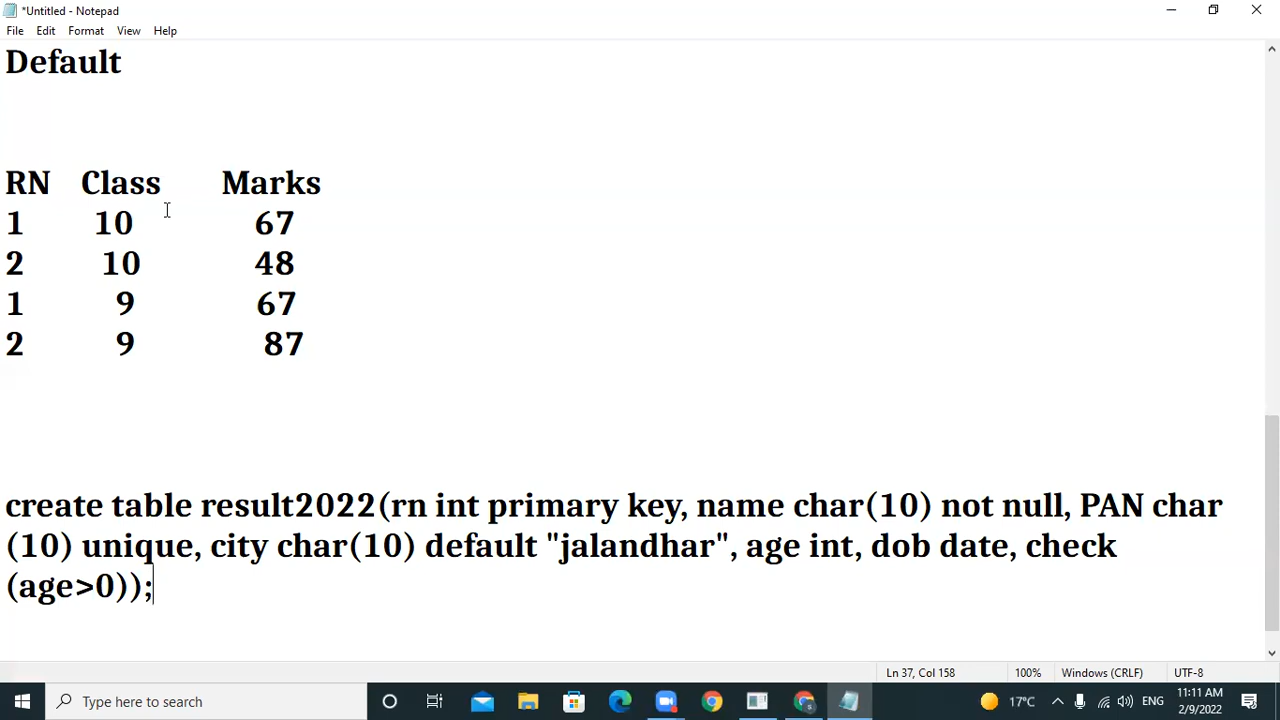 *Untitled - Notepad
File Edit Format View Help
Default
RN Class Marks
1 10 67
2 10 48
1 9 67
2 9 87
create table result2022(rn int primary key, name char(10) not null, PAN char
(10) unique, city char(10) default "jalandhar", age int, dob date, check
(age>0));
Ln 37, Col 158 100% Windows (CRLF) UTF-8
Type here to search 17°C ENG 11:11 AM
2/9/2022